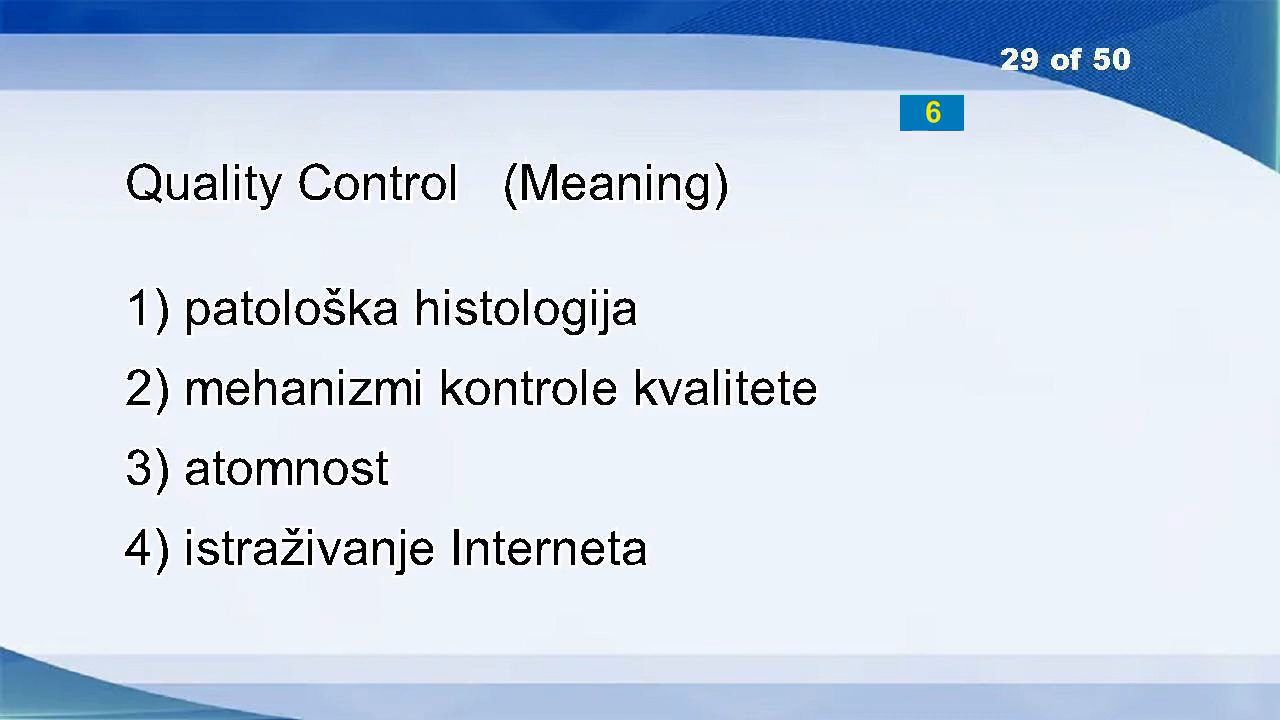 29 of 50
6
Quality Control (Meaning)
1) patološka histologija
2) mehanizmi kontrole kvalitete
3) atomnost
4) istraživanje Interneta